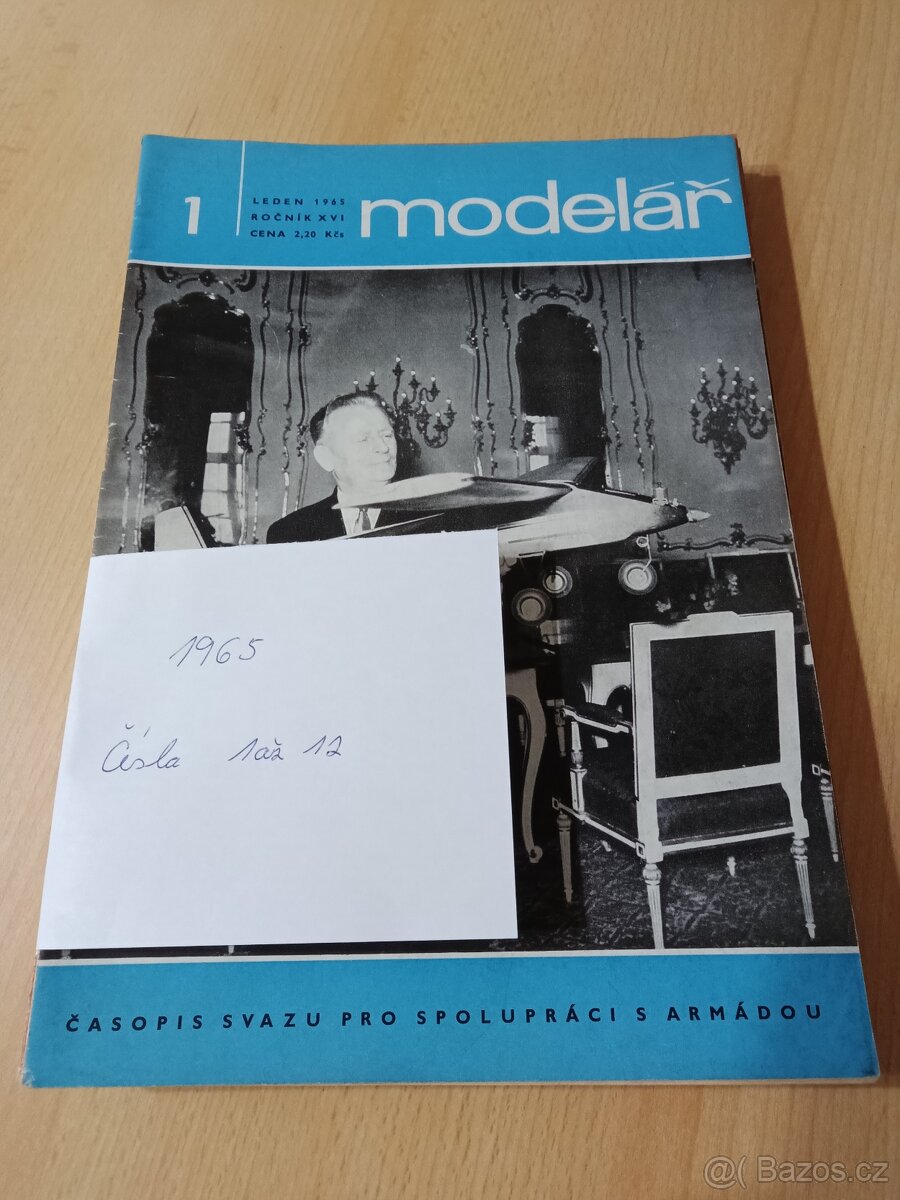 1
LEDEN 1965
ROČNÍK XVI
CENA 2,20 Kčs
modelář
1965
Čísla 1až 12
ČASOPIS SVAZU PRO SPOLUPRÁCI S ARMÁDOU
@( Bazos.cz